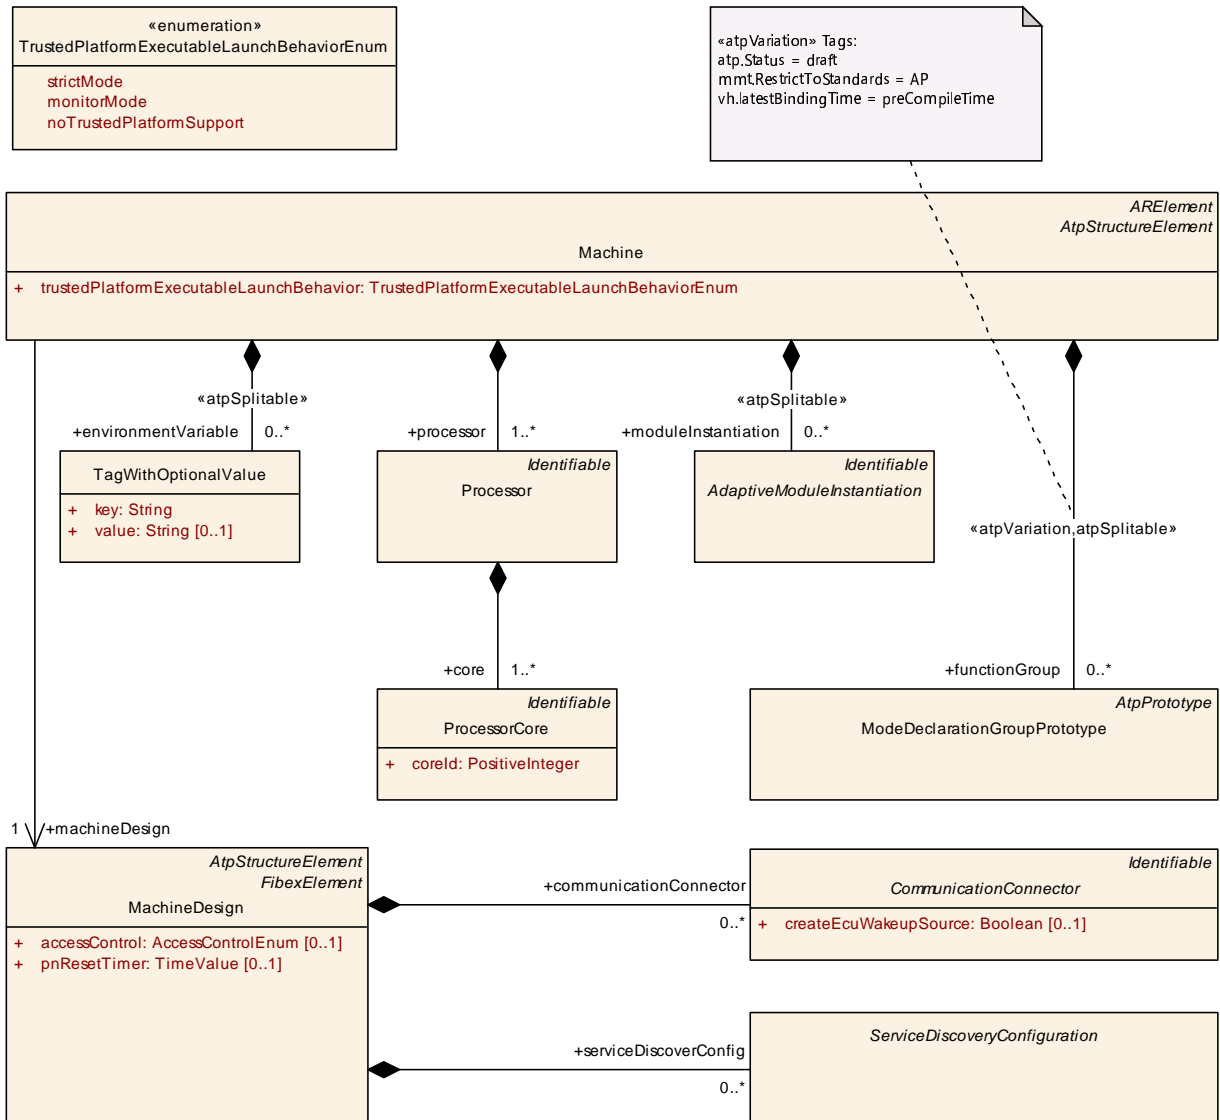 «enumeration»
TrustedPlatformExecutableLaunchBehaviorEnum
strictMode
monitorMode
noTrustedPlatformSupport
«atpVariation» Tags:
atp.Status = draft
mmt.RestrictToStandards = AP
vh.latestBindingTime = preCompileTime
ARElement
AtpStructureElement
Machine
+ trustedPlatformExecutableLaunchBehavior: TrustedPlatformExecutableLaunchBehaviorEnum
«atpSplitable»
+environmentVariable 0..*
TagWithOptionalValue
+ key: String
+ value: String [0..1]
+processor 1..*
Identifiable
Processor
«atpSplitable»
+moduleInstantiation 0..*
Identifiable
AdaptiveModuleInstantiation
«atpVariation,atpSplitable»
+core 1..*
Identifiable
ProcessorCore
+ coreId: PositiveInteger
+functionGroup 0..*
AtpPrototype
ModeDeclarationGroupPrototype
1 +machineDesign
AtpStructureElement
FibexElement
MachineDesign
+ accessControl: AccessControlEnum [0..1]
+ pnResetTimer: TimeValue [0..1]
+communicationConnector
0..*
Identifiable
CommunicationConnector
+ createEcuWakeupSource: Boolean [0..1]
+serviceDiscoverConfig
0..*
ServiceDiscoveryConfiguration